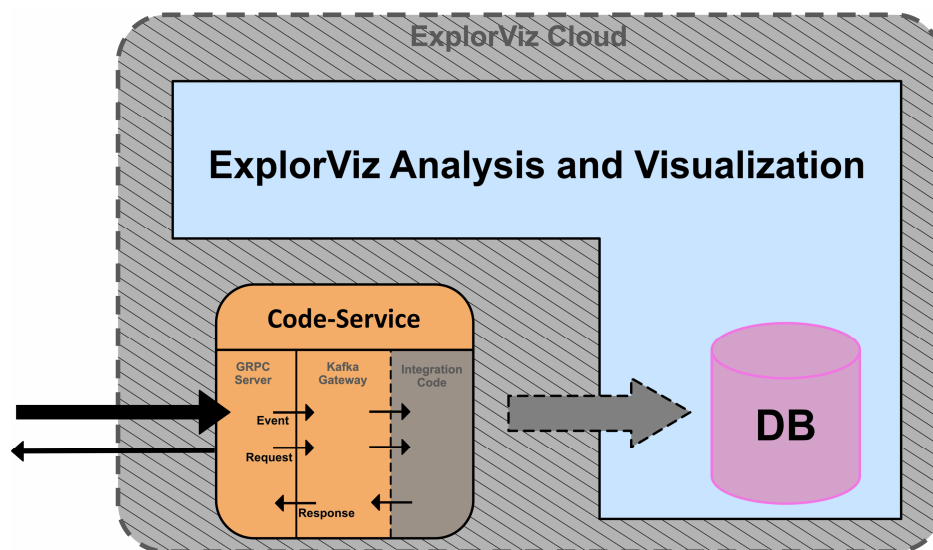 ExplorViz Cloud
ExplorViz Analysis and Visualization
Code-Service
GRPC
Server
Kafka
Gateway
Integration
Code
Event
Request
Response
DB